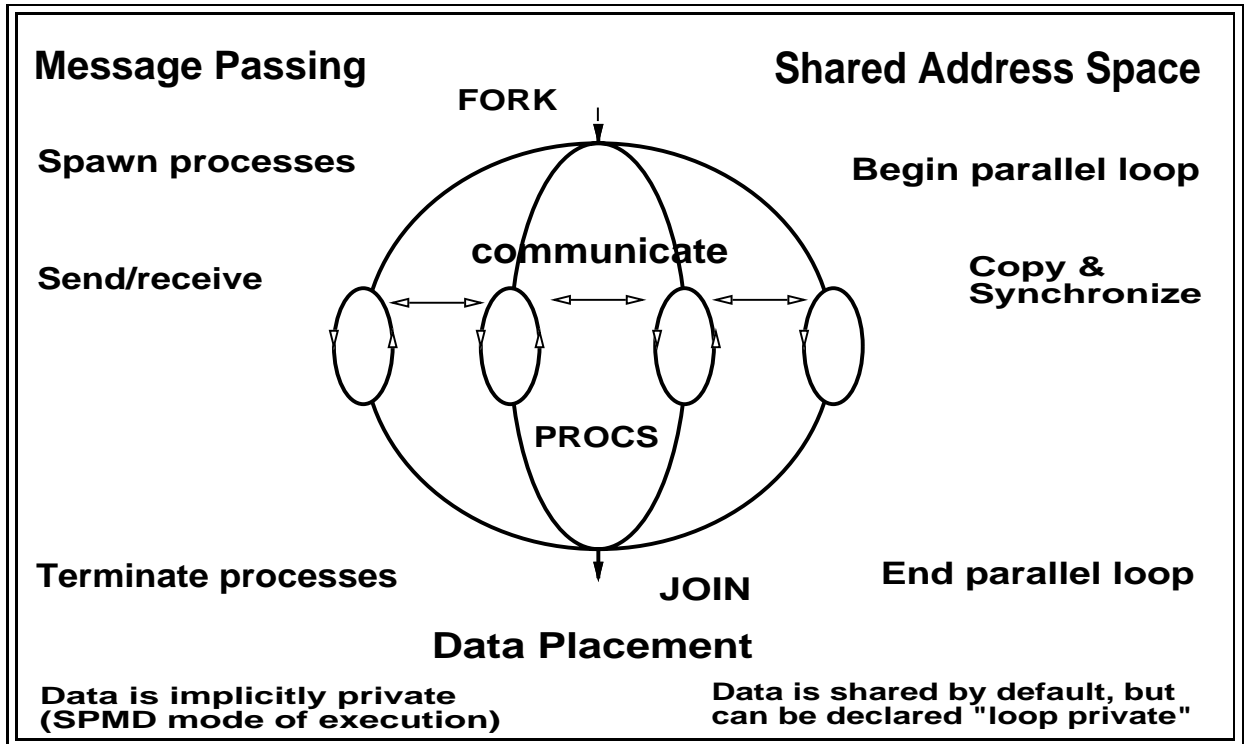 Message Passing
Shared Address Space
FORK
Spawn processes
Begin parallel loop
communicate
Send/receive
Copy &
Synchronize
PROCS
Terminate processes
End parallel loop
JOIN
Data Placement
Data is implicitly private
(SPMD mode of execution)
Data is shared by default, but
can be declared "loop private"